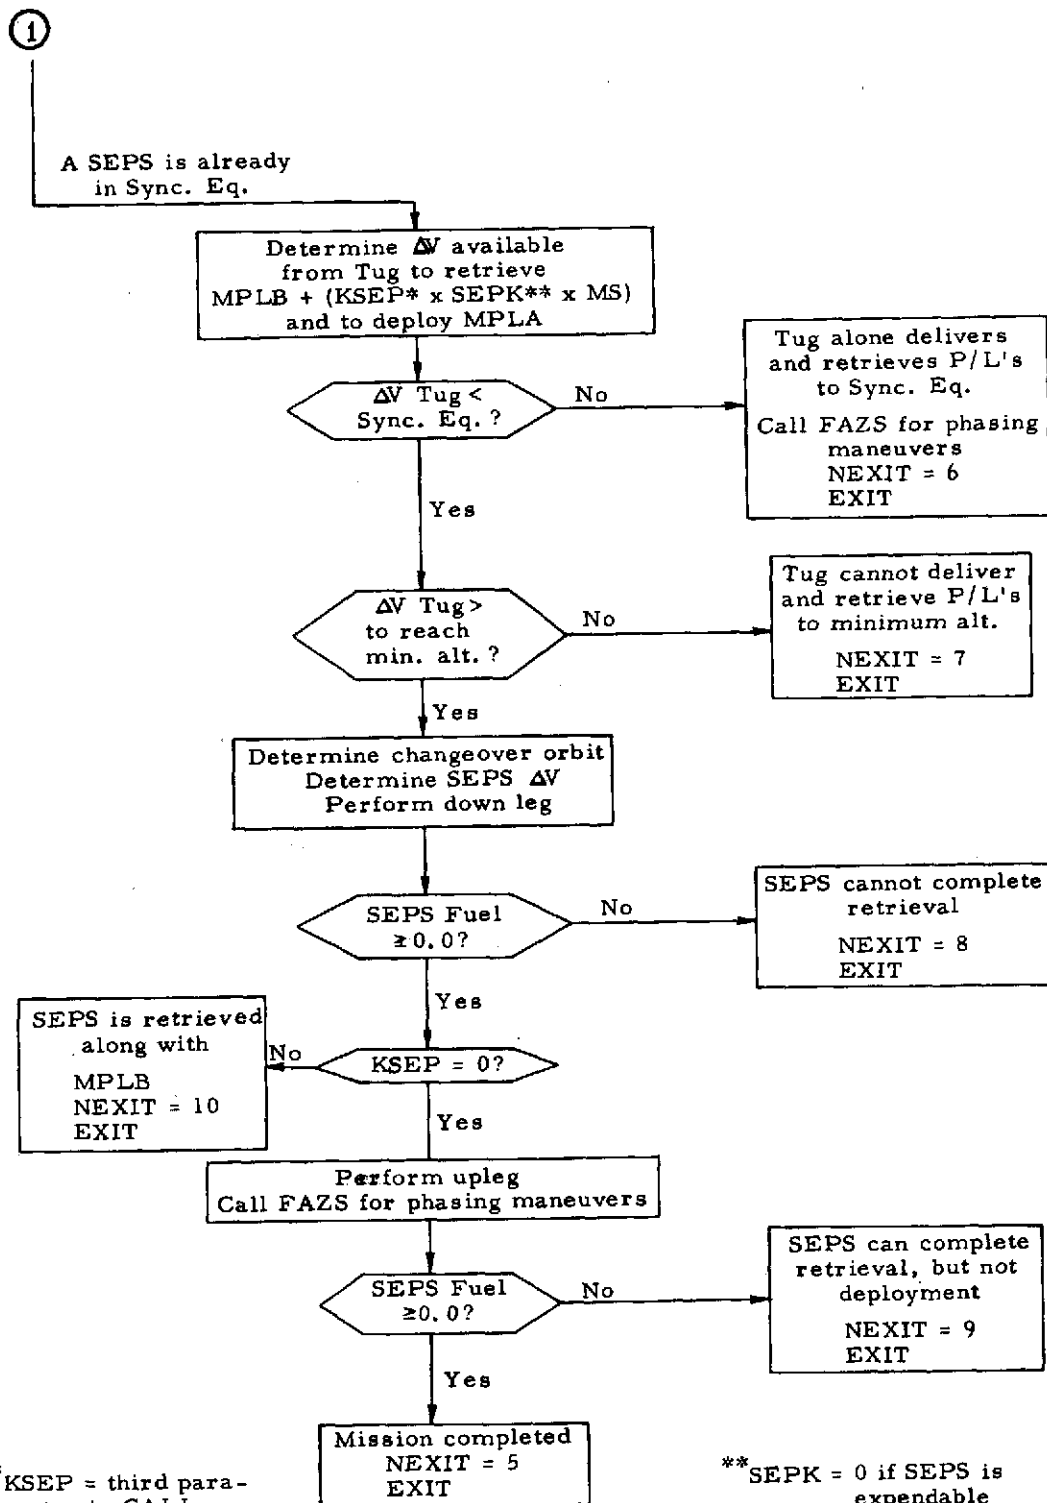 1
A SEPS is already
in Sync. Eq.
Determine ΔV available
from Tug to retrieve
MPLB + (KSEP* x SEPK** x MS)
and to deploy MPLA
ΔV Tug <
Sync. Eq. ?
No
Tug alone delivers
and retrieves P/L's
to Sync. Eq.
Call FAZS for phasing
maneuvers
NEXIT = 6
EXIT
Yes
ΔV Tug >
to reach
min. alt. ?
No
Tug cannot deliver
and retrieve P/L's
to minimum alt.
NEXIT = 7
EXIT
Yes
Determine changeover orbit
Determine SEPS ΔV
Perform down leg
SEPS Fuel
≥0.0?
No
SEPS cannot complete
retrieval
NEXIT = 8
EXIT
Yes
KSEP = 0?
No
SEPS is retrieved
along with
MPLB
NEXIT = 10
EXIT
Yes
Perform upleg
Call FAZS for phasing maneuvers
SEPS Fuel
≥0.0?
No
SEPS can complete
retrieval, but not
deployment
NEXIT = 9
EXIT
Yes
Mission completed
NEXIT = 5
EXIT
*KSEP = third para-
**SEPK = 0 if SEPS is
expendable